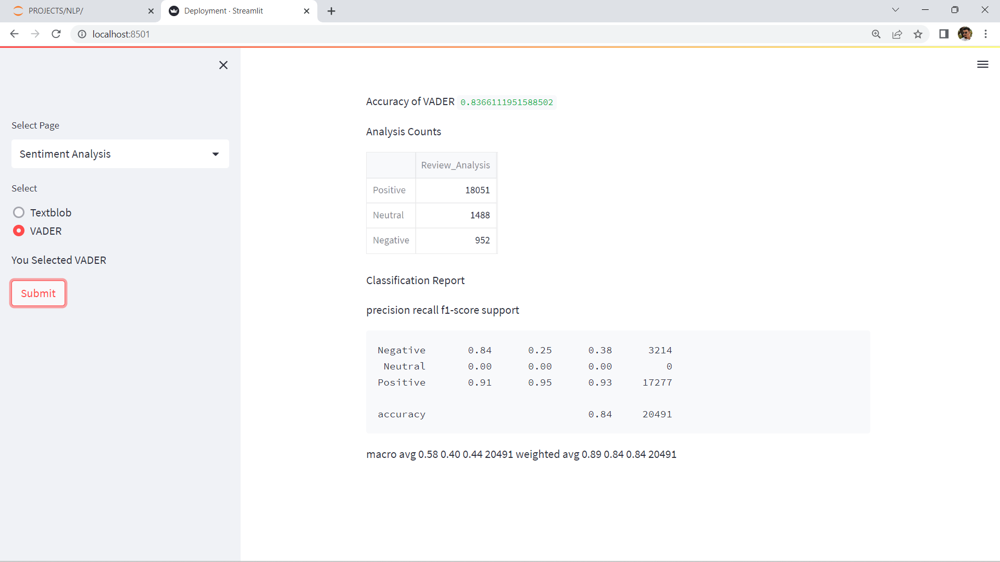 PROJECTS/NLP/
Deployment · Streamlit
localhost:8501
Select Page
Sentiment Analysis
Select
Textblob
VADER
You Selected VADER
Submit
Accuracy of VADER 0.8366111951588502
Analysis Counts
Review_Analysis
Positive 18051
Neutral 1488
Negative 952
Classification Report
precision recall f1-score support
Negative 0.84 0.25 0.38 3214
Neutral 0.00 0.00 0.00 0
Positive 0.91 0.95 0.93 17277
accuracy 0.84 20491
macro avg 0.58 0.40 0.44 20491 weighted avg 0.89 0.84 0.84 20491